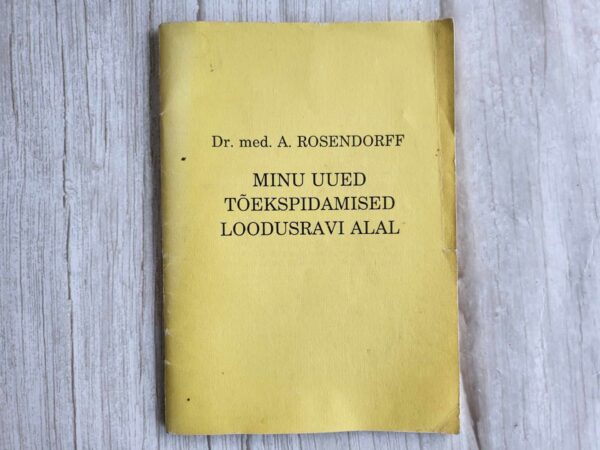 Dr. med. A. ROSENDORFF
MINU UUED
TÕEKSPIDAMISED
LOODUSRAVI ALAL